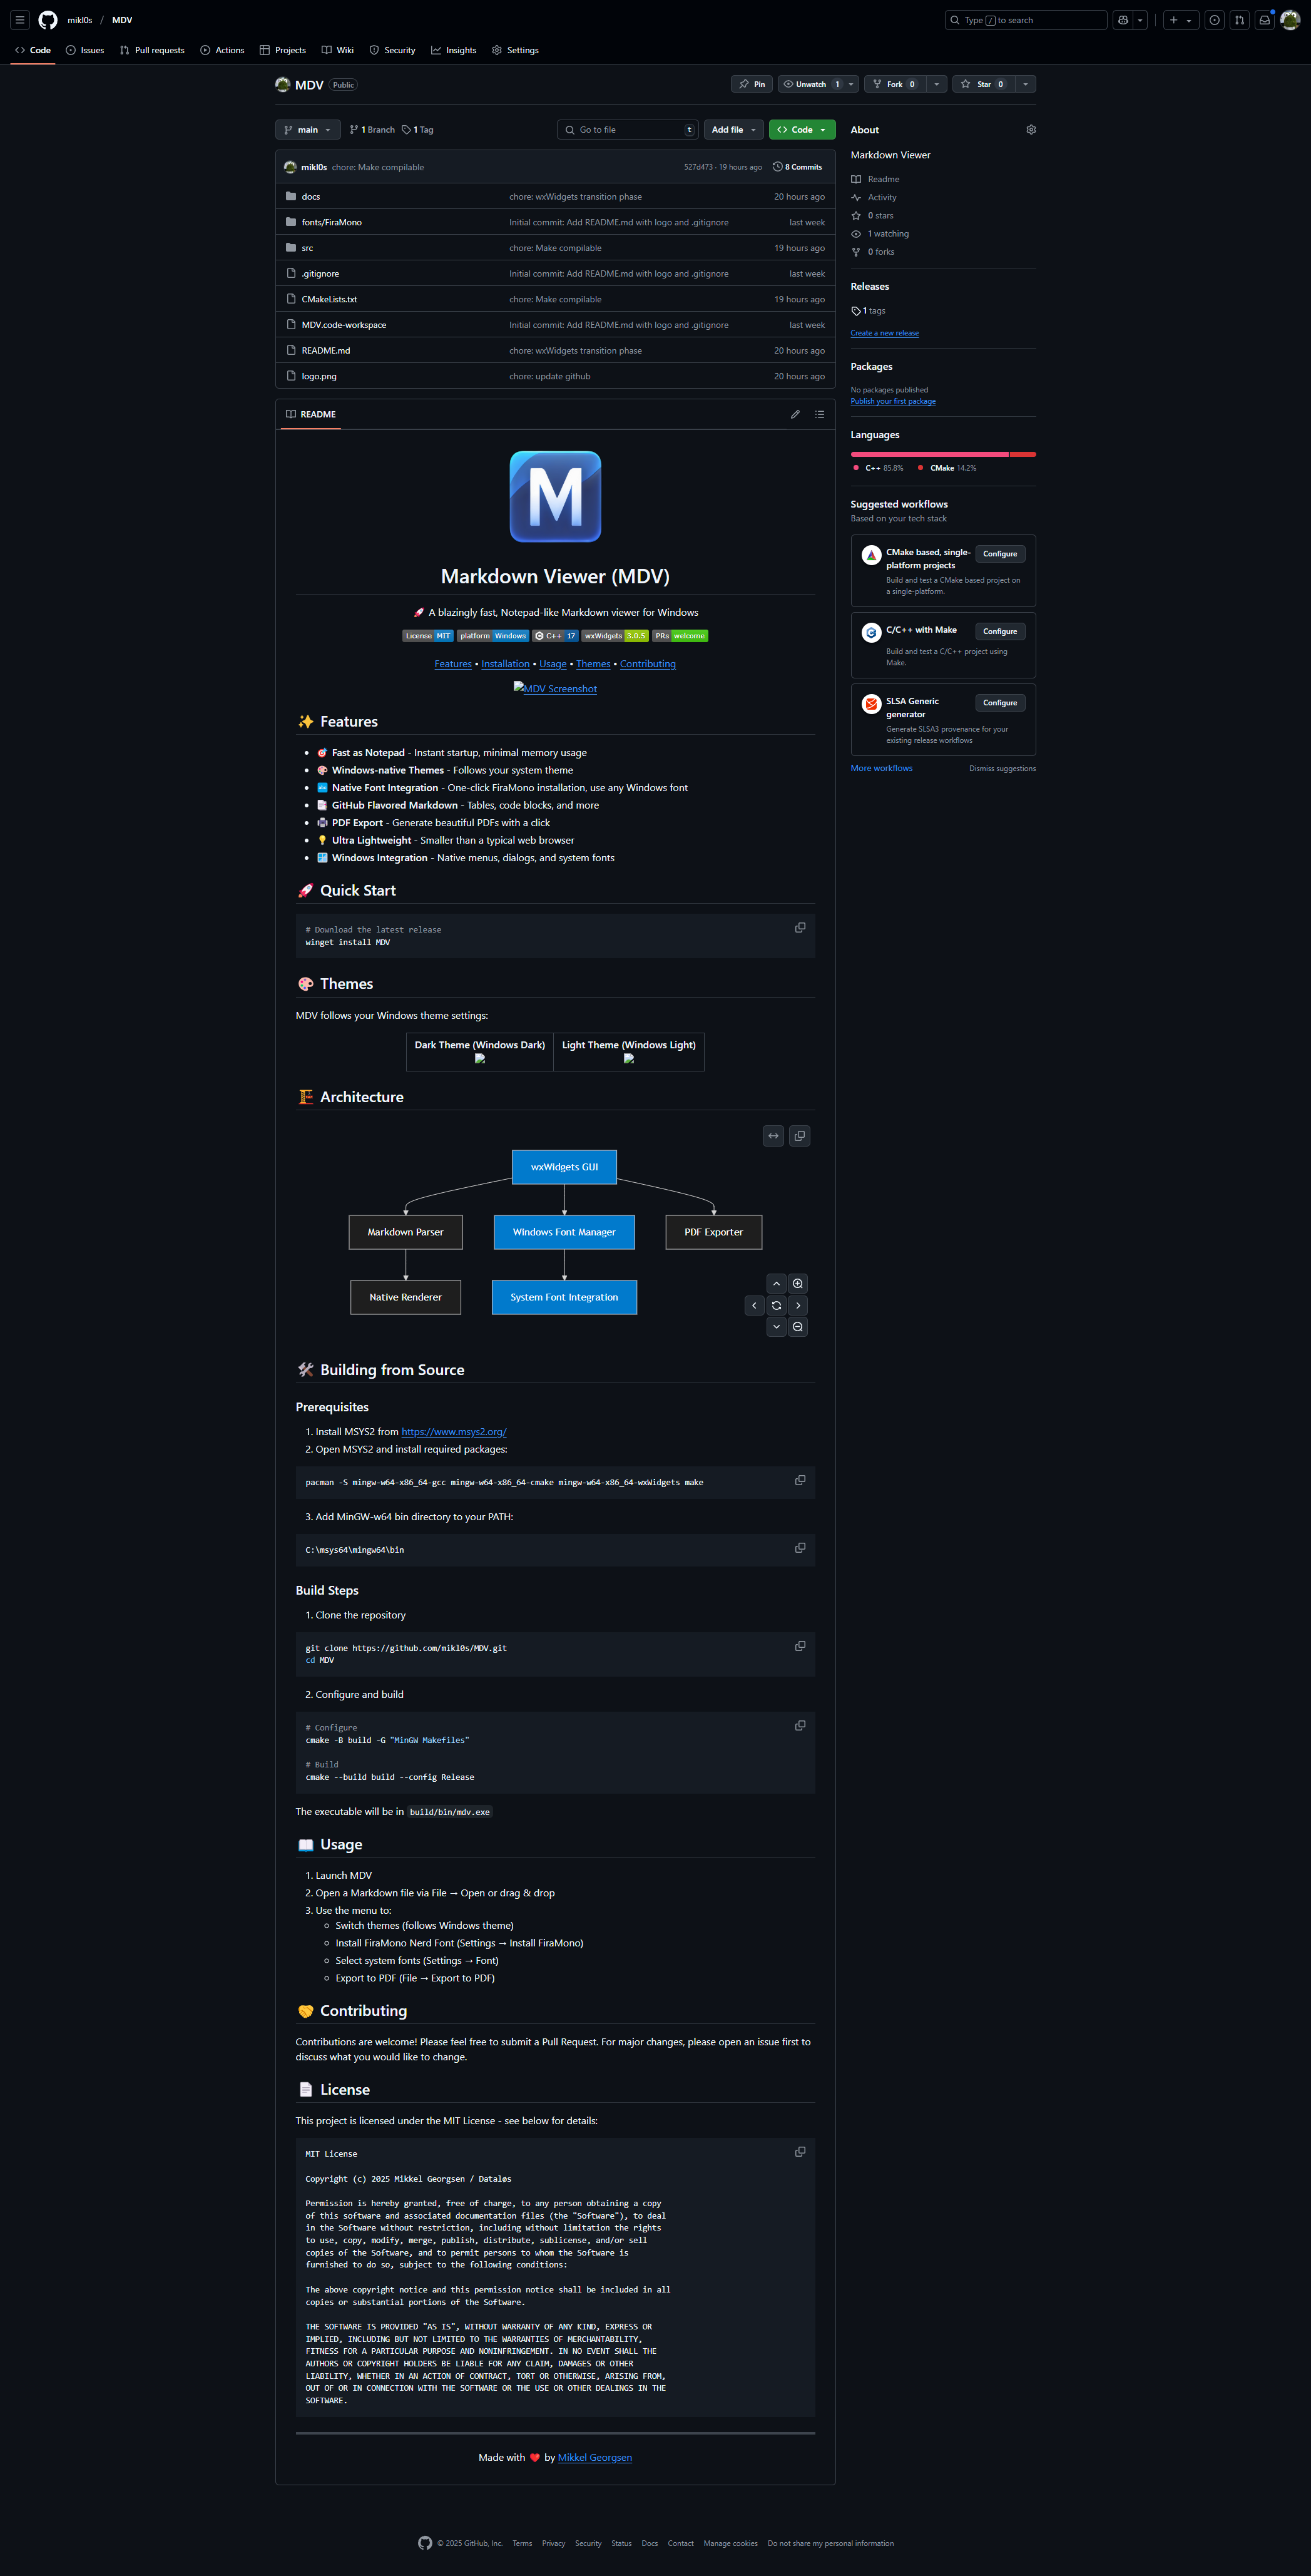 mikl0s / MDV
Type / to search
Code Issues Pull requests Actions Projects Wiki Security Insights Settings
MDV Public
Pin Unwatch 1 Fork 0 Star 0
main 1 Branch 1 Tag Go to file t Add file Code
mikl0s chore: Make compilable 527d473 · 19 hours ago 8 Commits
docs chore: wxWidgets transition phase 20 hours ago
fonts/FiraMono Initial commit: Add README.md with logo and .gitignore last week
src chore: Make compilable 19 hours ago
.gitignore Initial commit: Add README.md with logo and .gitignore last week
CMakeLists.txt chore: Make compilable 19 hours ago
MDV.code-workspace Initial commit: Add README.md with logo and .gitignore last week
README.md chore: wxWidgets transition phase 20 hours ago
logo.png chore: update github 20 hours ago
README
M
Markdown Viewer (MDV)
🚀 A blazingly fast, Notepad-like Markdown viewer for Windows
License MIT platform Windows C++ 17 wxWidgets 3.0.5 PRs welcome
Features • Installation • Usage • Themes • Contributing
MDV Screenshot
✨ Features
• 🎯 Fast as Notepad - Instant startup, minimal memory usage
• 🎨 Windows-native Themes - Follows your system theme
• 🔤 Native Font Integration - One-click FiraMono installation, use any Windows font
• 📑 GitHub Flavored Markdown - Tables, code blocks, and more
• 🖨️ PDF Export - Generate beautiful PDFs with a click
• 💡 Ultra Lightweight - Smaller than a typical web browser
• 🪟 Windows Integration - Native menus, dialogs, and system fonts
🚀 Quick Start
# Download the latest release
winget install MDV
🎨 Themes
MDV follows your Windows theme settings:
Dark Theme (Windows Dark) Light Theme (Windows Light)
🏗️ Architecture
wxWidgets GUI
Markdown Parser Windows Font Manager PDF Exporter
Native Renderer System Font Integration
🛠️ Building from Source
Prerequisites
1. Install MSYS2 from https://www.msys2.org/
2. Open MSYS2 and install required packages:
pacman -S mingw-w64-x86_64-gcc mingw-w64-x86_64-cmake mingw-w64-x86_64-wxWidgets make
3. Add MinGW-w64 bin directory to your PATH:
C:\msys64\mingw64\bin
Build Steps
1. Clone the repository
git clone https://github.com/mikl0s/MDV.git
cd MDV
2. Configure and build
# Configure
cmake -B build -G "MinGW Makefiles"
# Build
cmake --build build --config Release
The executable will be in build/bin/mdv.exe
📖 Usage
1. Launch MDV
2. Open a Markdown file via File → Open or drag & drop
3. Use the menu to:
◦ Switch themes (follows Windows theme)
◦ Install FiraMono Nerd Font (Settings → Install FiraMono)
◦ Select system fonts (Settings → Font)
◦ Export to PDF (File → Export to PDF)
🤝 Contributing
Contributions are welcome! Please feel free to submit a Pull Request. For major changes, please open an issue first to
discuss what you would like to change.
📄 License
This project is licensed under the MIT License - see below for details:
MIT License
Copyright (c) 2025 Mikkel Georgsen / Dataløs
Permission is hereby granted, free of charge, to any person obtaining a copy
of this software and associated documentation files (the "Software"), to deal
in the Software without restriction, including without limitation the rights
to use, copy, modify, merge, publish, distribute, sublicense, and/or sell
copies of the Software, and to permit persons to whom the Software is
furnished to do so, subject to the following conditions:
The above copyright notice and this permission notice shall be included in all
copies or substantial portions of the Software.
THE SOFTWARE IS PROVIDED "AS IS", WITHOUT WARRANTY OF ANY KIND, EXPRESS OR
IMPLIED, INCLUDING BUT NOT LIMITED TO THE WARRANTIES OF MERCHANTABILITY,
FITNESS FOR A PARTICULAR PURPOSE AND NONINFRINGEMENT. IN NO EVENT SHALL THE
AUTHORS OR COPYRIGHT HOLDERS BE LIABLE FOR ANY CLAIM, DAMAGES OR OTHER
LIABILITY, WHETHER IN AN ACTION OF CONTRACT, TORT OR OTHERWISE, ARISING FROM,
OUT OF OR IN CONNECTION WITH THE SOFTWARE OR THE USE OR OTHER DEALINGS IN THE
SOFTWARE.
Made with ❤️ by Mikkel Georgsen
About
Markdown Viewer
Readme
Activity
0 stars
1 watching
0 forks
Releases
1 tags
Create a new release
Packages
No packages published
Publish your first package
Languages
C++ 85.8% CMake 14.2%
Suggested workflows
Based on your tech stack
CMake based, single-
platform projects
Configure
Build and test a CMake based project on
a single-platform.
C/C++ with Make
Configure
Build and test a C/C++ project using
Make.
SLSA Generic
generator
Configure
Generate SLSA3 provenance for your
existing release workflows
More workflows Dismiss suggestions
© 2025 GitHub, Inc. Terms Privacy Security Status Docs Contact Manage cookies Do not share my personal information